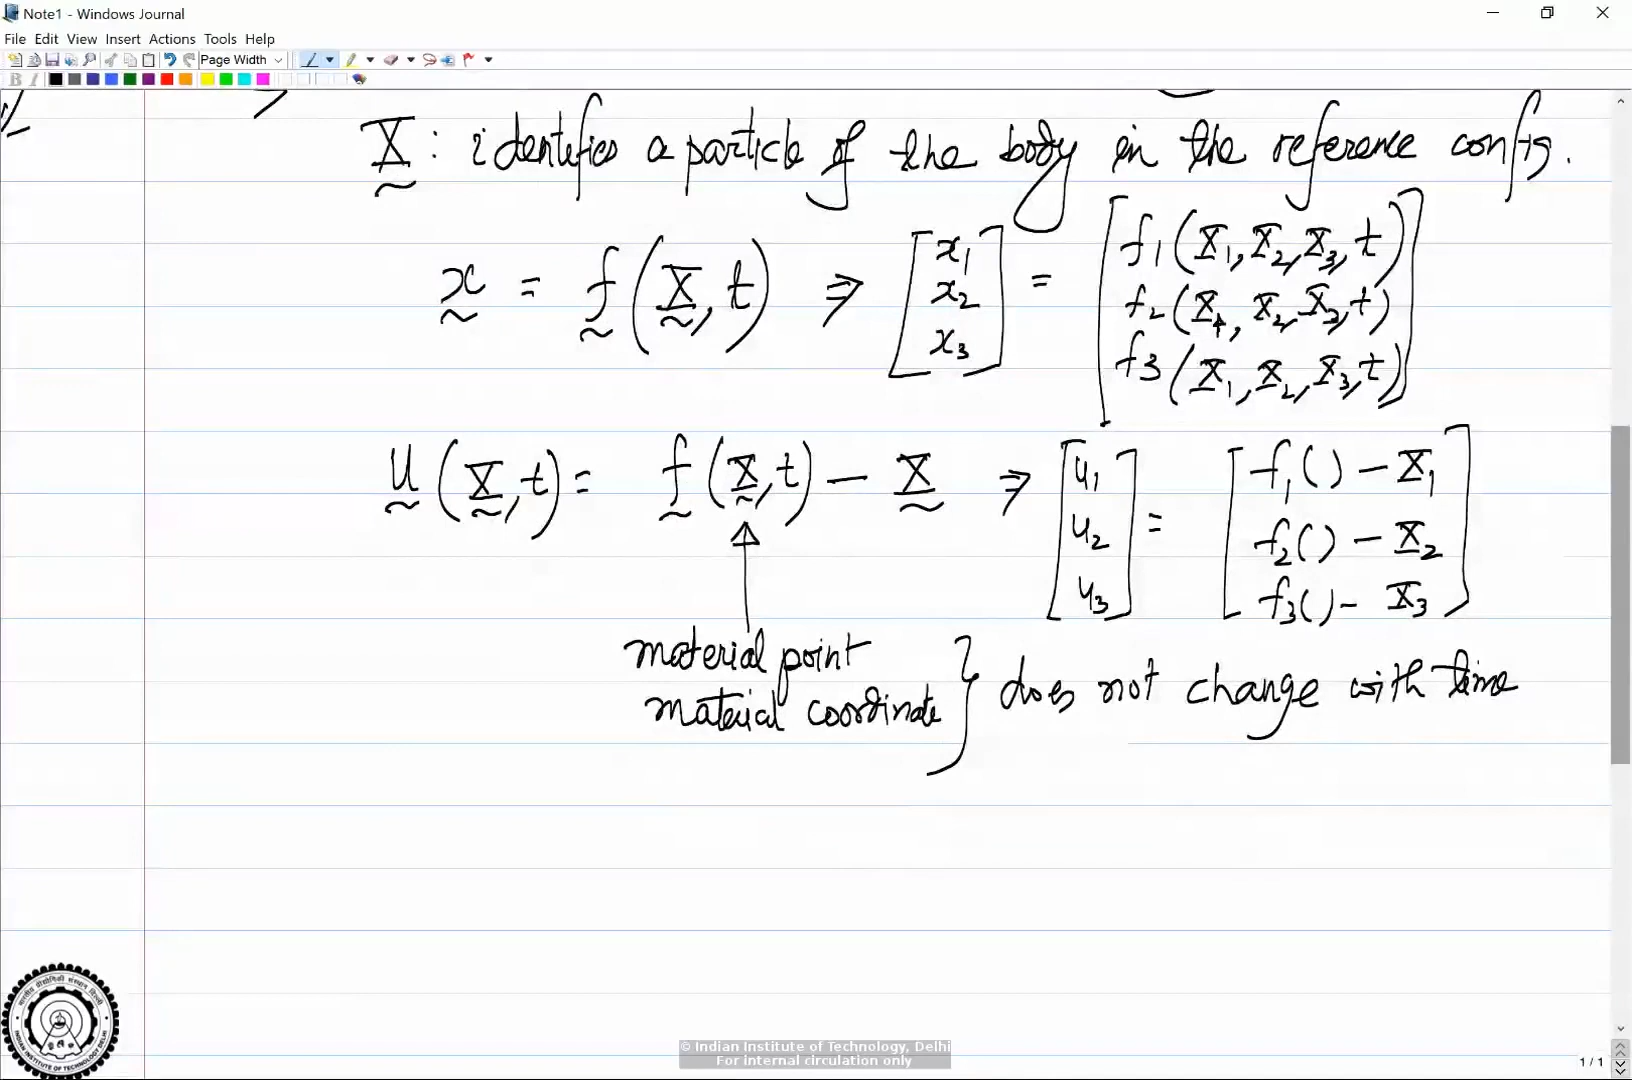 Note1 - Windows Journal
File Edit View Insert Actions Tools Help
Page Width
B I
X : identifies a particle of the body in the reference config.
x = f(X, t) ⇒ [x1 x2 x3] = [f1(X1, X2, X3, t) f2(X1, X2, X3, t) f3(X1, X2, X3, t)]
u(X, t) = f(X, t) − X ⇒ [u1 u2 u3] = [f1() − X1 f2() − X2 f3() − X3]
material point
material coordinate } does not change with time
© Indian Institute of Technology, Delhi
For internal circulation only
1 / 1